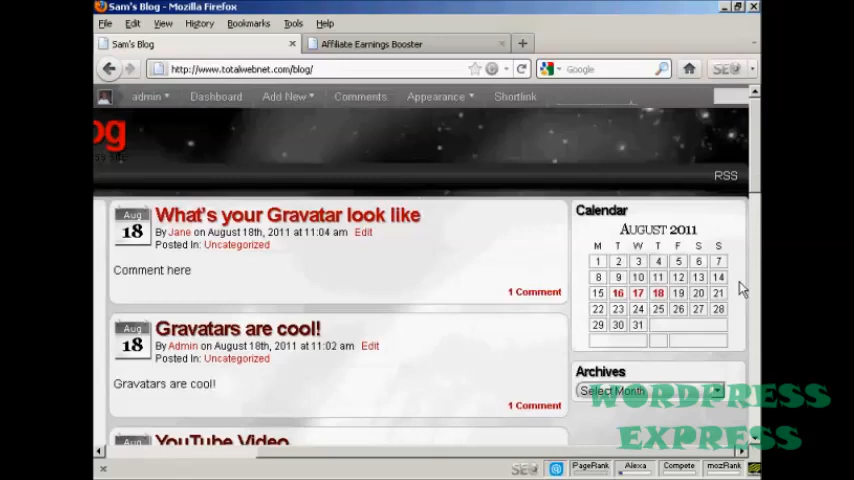 Sam's Blog - Mozilla Firefox
File Edit View History Bookmarks Tools Help
Sam's Blog × Affiliate Earnings Booster +
http://www.totalwebnet.com/blog/ Google SEO
admin Dashboard Add New Comments Appearance Shortlink
og
RSS
Aug
18
What's your Gravatar look like
By Jane on August 18th, 2011 at 11:04 am Edit
Posted In: Uncategorized
Comment here
1 Comment
Aug
18
Gravatars are cool!
By Admin on August 18th, 2011 at 11:02 am Edit
Posted In: Uncategorized
Gravatars are cool!
1 Comment
Aug
YouTube Video
Calendar
August 2011
M T W T F S S
1 2 3 4 5 6 7
8 9 10 11 12 13 14
15 16 17 18 19 20 21
22 23 24 25 26 27 28
29 30 31
Archives
Select Month
WORDPRESS
EXPRESS
× SEO PageRank Alexa Compete mozRank